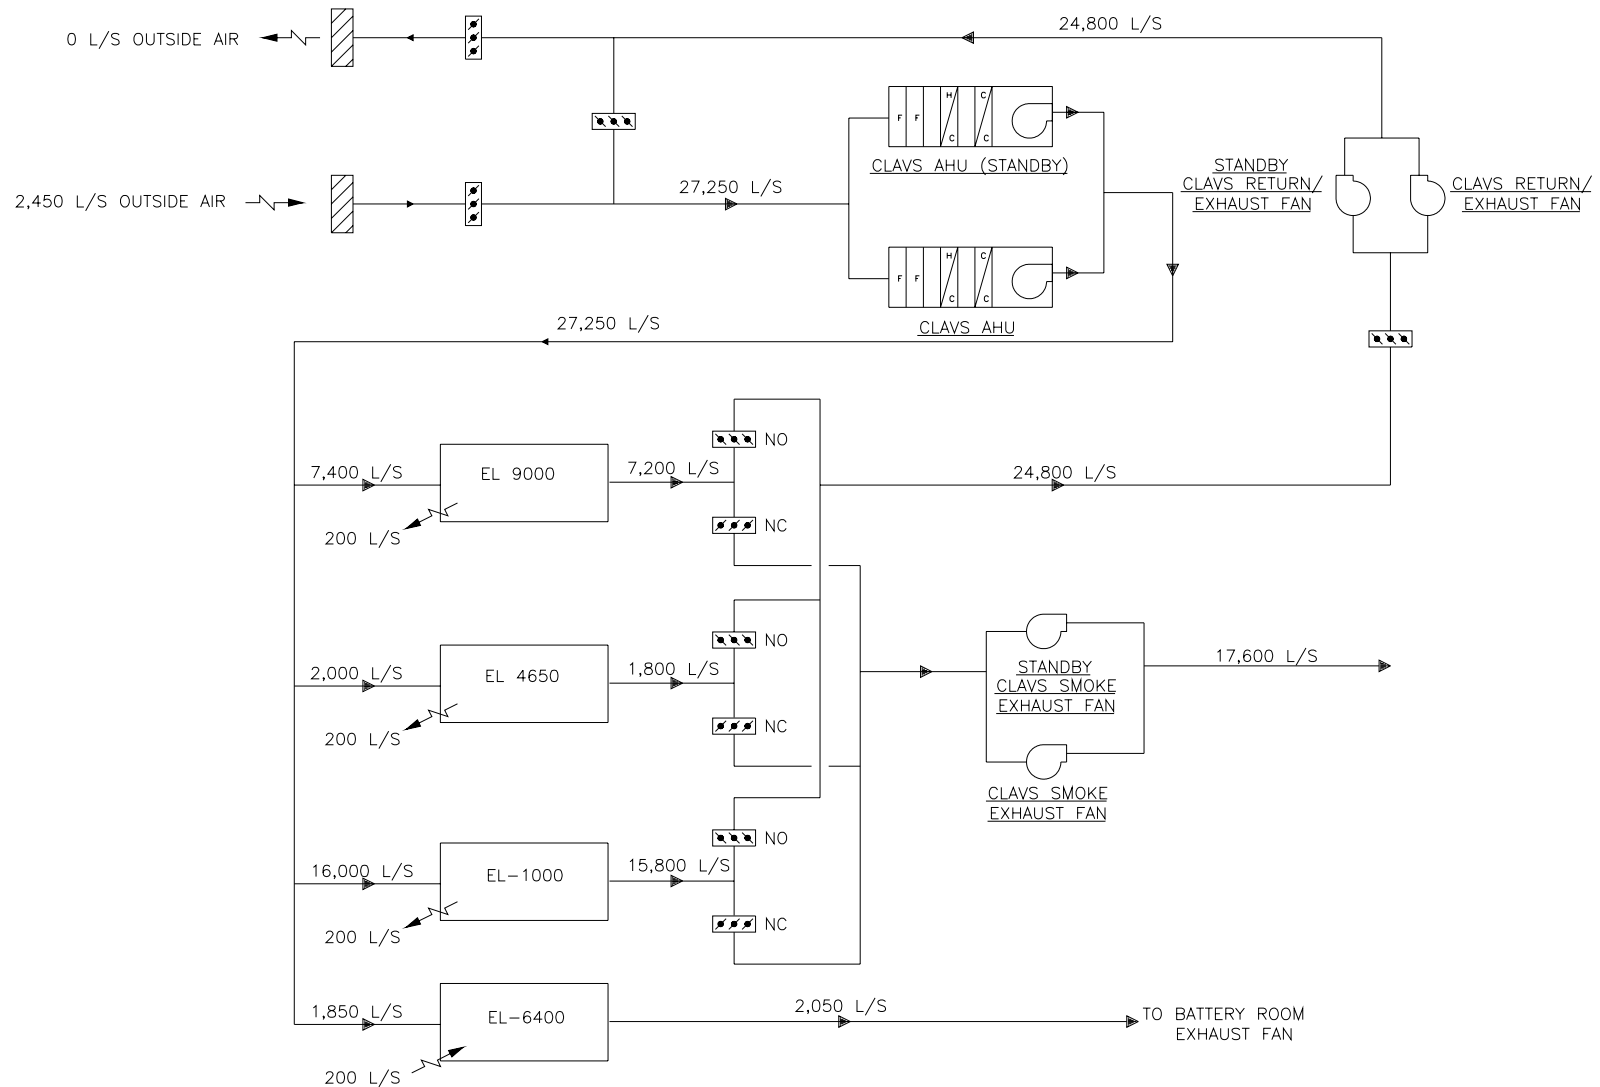 24,800 L/S
0 L/S OUTSIDE AIR
H
C
F
F
C
C
CLAVS AHU (STANDBY)
STANDBY
CLAVS RETURN/
EXHAUST FAN
CLAVS RETURN/
EXHAUST FAN
2,450 L/S OUTSIDE AIR
27,250 L/S
H
C
F
F
C
C
CLAVS AHU
27,250 L/S
NO
7,400 L/S
EL 9000
7,200 L/S
24,800 L/S
200 L/S
NC
NO
2,000 L/S
EL 4650
1,800 L/S
200 L/S
NC
17,600 L/S
STANDBY
CLAVS SMOKE
EXHAUST FAN
CLAVS SMOKE
EXHAUST FAN
NO
16,000 L/S
EL-1000
15,800 L/S
200 L/S
NC
1,850 L/S
EL-6400
2,050 L/S
TO BATTERY ROOM
EXHAUST FAN
200 L/S